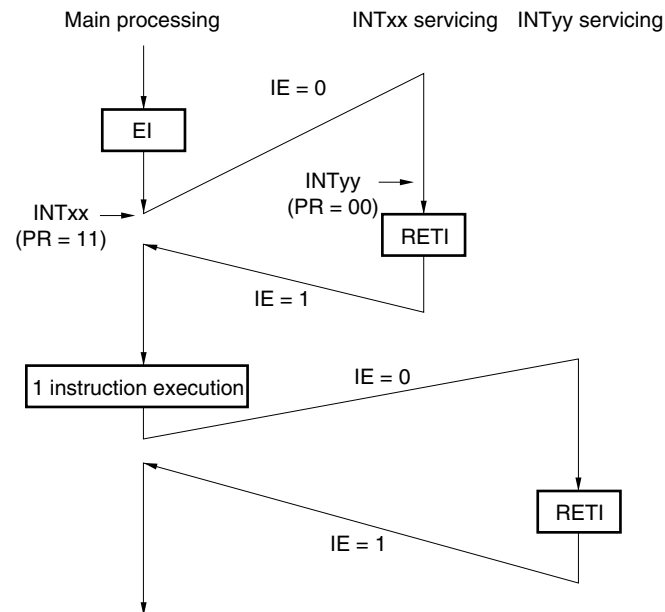 Main processing
INTxx servicing
INTyy servicing
IE = 0
EI
INTyy
(PR = 00)
INTxx
(PR = 11)
RETI
IE = 1
1 instruction execution
IE = 0
RETI
IE = 1